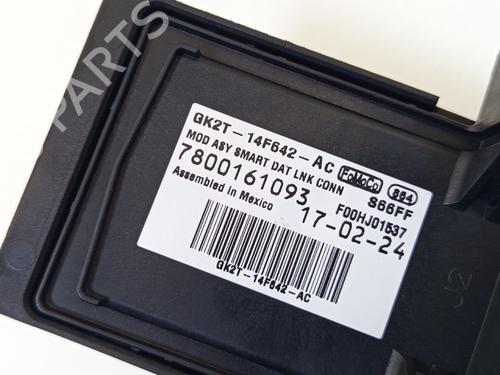 GK2T-14F642-AC FoMoCo S64
MOD ASY SMART DAT LNK CONN S66FF
7800161093 F00HJ01537
Assembled in Mexico 17-02-24
GK2T-14F642-AC
J2